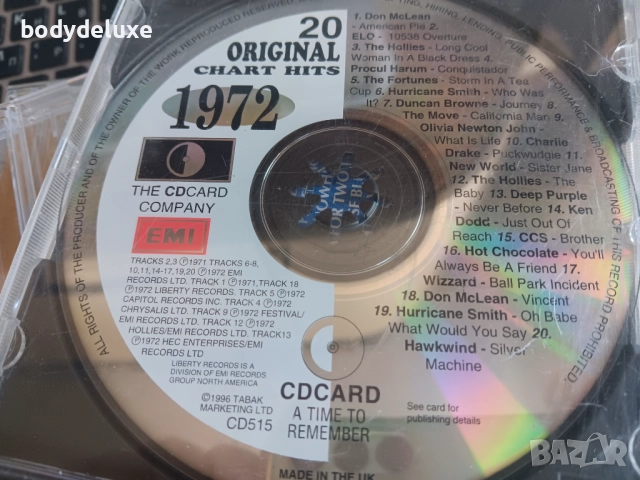 bodydeluxe
20
ORIGINAL
CHART HITS
1972
THE CDCARD
COMPANY
EMI
TRACKS 2,3 Ⓟ1971 TRACKS 6-8,
10,11,14-17,19,20 Ⓟ1972 EMI
RECORDS LTD. TRACK 1 Ⓟ1971, TRACK 18
Ⓟ1972 LIBERTY RECORDS. TRACK 5 Ⓟ1972
CAPITOL RECORDS INC. TRACK 4 Ⓟ1972
CHRYSALIS LTD. TRACK 9 Ⓟ1972 FESTIVAL/
EMI RECORDS LTD. TRACK 12 Ⓟ1972
HOLLIES/EMI RECORDS LTD. TRACK13
Ⓟ1972 HEC ENTERPRISES/EMI
RECORDS LTD
LIBERTY RECORDS IS A
DIVISION OF EMI RECORDS
GROUP NORTH AMERICA
©1996 TABAK
MARKETING LTD
CD515
CDCARD
A TIME TO
REMEMBER
MADE IN THE UK
See card for
publishing details
1. Don McLean
- American Pie 2.
ELO - 10538 Overture
3. The Hollies - Long Cool
Woman In A Black Dress 4.
Procul Harum - Conquistador
5. The Fortunes - Storm In A Tea
Cup 6. Hurricane Smith - Who Was
It? 7. Duncan Browne - Journey 8.
The Move - California Man 9.
Olivia Newton John -
What Is Life 10. Charlie
Drake - Puckwudgie 11.
New World - Sister Jane
12. The Hollies - The
Baby 13. Deep Purple
- Never Before 14. Ken
Dodd - Just Out Of
Reach 15. CCS - Brother
16. Hot Chocolate - You'll
Always Be A Friend 17.
Wizzard - Ball Park Incident
18. Don McLean - Vincent
19. Hurricane Smith - Oh Babe
What Would You Say 20.
Hawkwind - Silver
Machine
ALL RIGHTS OF THE PRODUCER AND OF THE OWNER OF THE WORK REPRODUCED RESERVED. HIRING, LENDING, PUBLIC PERFORMANCE & BROADCASTING OF THIS RECORD PROHIBITED.
BAZAR